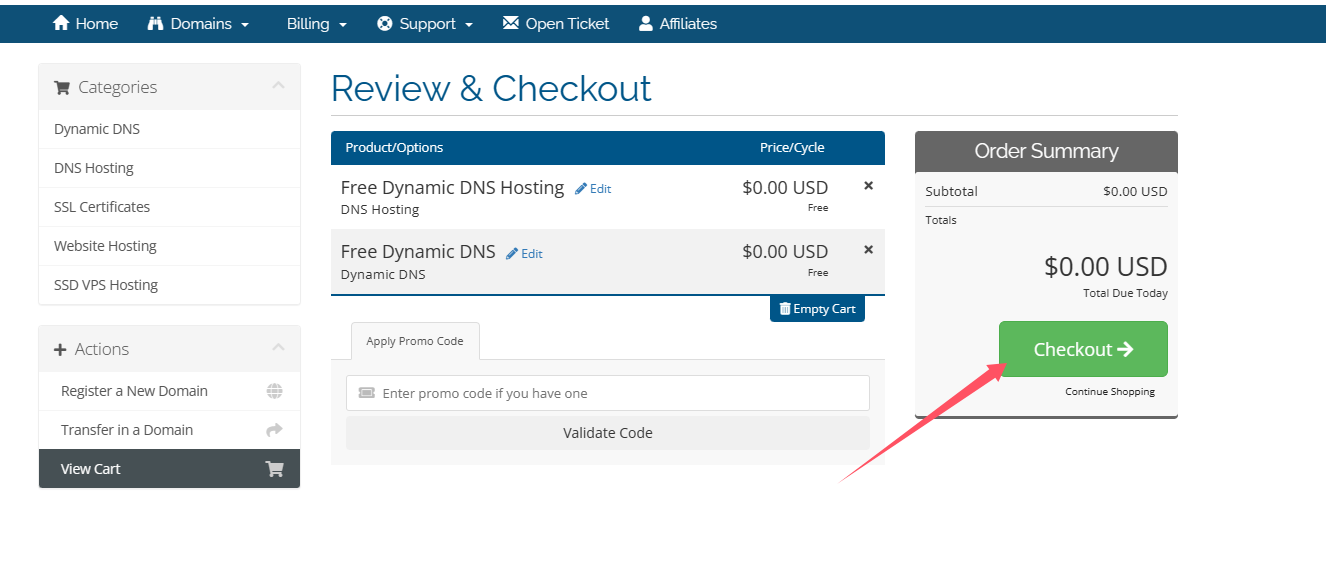 Home Domains Billing Support Open Ticket Affiliates
Categories
Dynamic DNS
DNS Hosting
SSL Certificates
Website Hosting
SSD VPS Hosting
Actions
Register a New Domain
Transfer in a Domain
View Cart
Review & Checkout
Product/Options Price/Cycle
Free Dynamic DNS Hosting Edit $0.00 USD
DNS Hosting Free
Free Dynamic DNS Edit $0.00 USD
Dynamic DNS Free
Empty Cart
Apply Promo Code
Enter promo code if you have one
Validate Code
Order Summary
Subtotal $0.00 USD
Totals
$0.00 USD
Total Due Today
Checkout
Continue Shopping